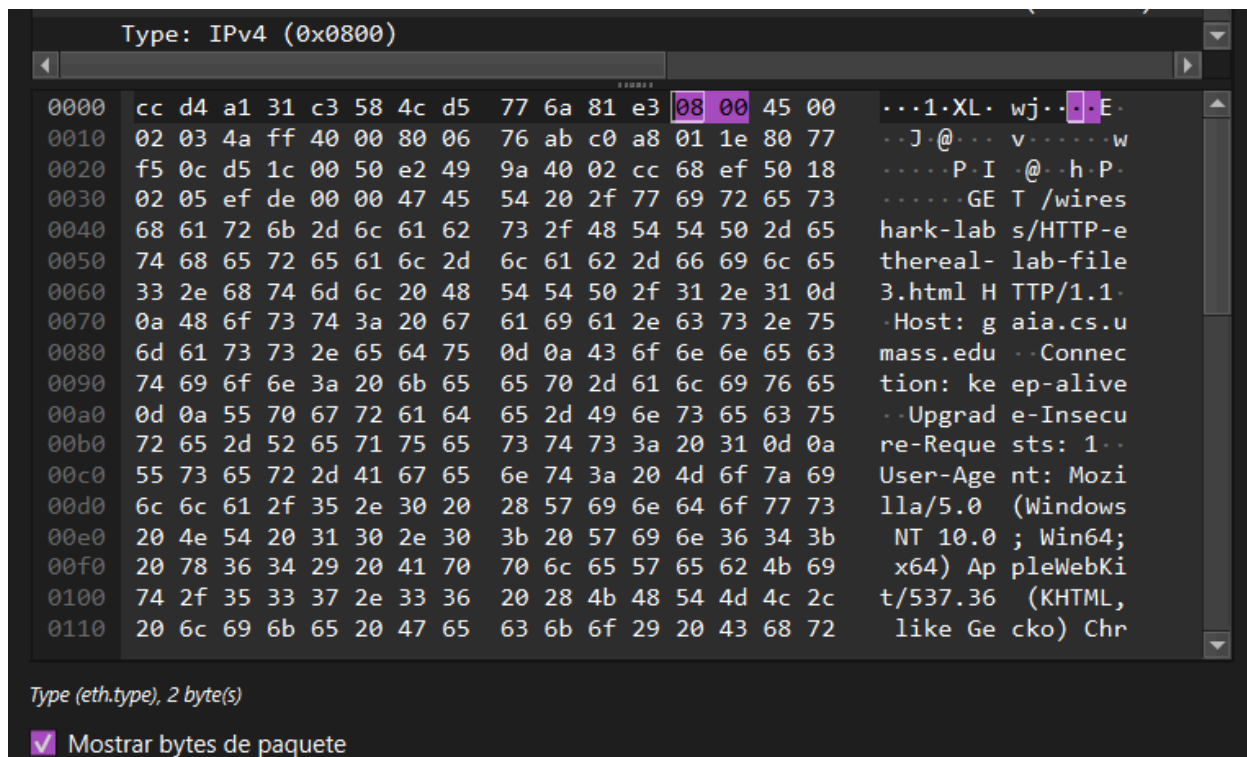 Type: IPv4 (0x0800)
0000 cc d4 a1 31 c3 58 4c d5 77 6a 81 e3 08 00 45 00 ···1·XL· wj····E·
0010 02 03 4a ff 40 00 80 06 76 ab c0 a8 01 1e 80 77 ··J·@··· v······w
0020 f5 0c d5 1c 00 50 e2 49 9a 40 02 cc 68 ef 50 18 ·····P·I ·@··h·P·
0030 02 05 ef de 00 00 47 45 54 20 2f 77 69 72 65 73 ······GE T /wires
0040 68 61 72 6b 2d 6c 61 62 73 2f 48 54 54 50 2d 65 hark-lab s/HTTP-e
0050 74 68 65 72 65 61 6c 2d 6c 61 62 2d 66 69 6c 65 thereal- lab-file
0060 33 2e 68 74 6d 6c 20 48 54 54 50 2f 31 2e 31 0d 3.html H TTP/1.1·
0070 0a 48 6f 73 74 3a 20 67 61 69 61 2e 63 73 2e 75 ·Host: g aia.cs.u
0080 6d 61 73 73 2e 65 64 75 0d 0a 43 6f 6e 6e 65 63 mass.edu ··Connec
0090 74 69 6f 6e 3a 20 6b 65 65 70 2d 61 6c 69 76 65 tion: ke ep-alive
00a0 0d 0a 55 70 67 72 61 64 65 2d 49 6e 73 65 63 75 ··Upgrad e-Insecu
00b0 72 65 2d 52 65 71 75 65 73 74 73 3a 20 31 0d 0a re-Reque sts: 1··
00c0 55 73 65 72 2d 41 67 65 6e 74 3a 20 4d 6f 7a 69 User-Age nt: Mozi
00d0 6c 6c 61 2f 35 2e 30 20 28 57 69 6e 64 6f 77 73 lla/5.0 (Windows
00e0 20 4e 54 20 31 30 2e 30 3b 20 57 69 6e 36 34 3b NT 10.0 ; Win64;
00f0 20 78 36 34 29 20 41 70 70 6c 65 57 65 62 4b 69 x64) Ap pleWebKi
0100 74 2f 35 33 37 2e 33 36 20 28 4b 48 54 4d 4c 2c t/537.36 (KHTML,
0110 20 6c 69 6b 65 20 47 65 63 6b 6f 29 20 43 68 72 like Ge cko) Chr
Type (eth.type), 2 byte(s)
Mostrar bytes de paquete